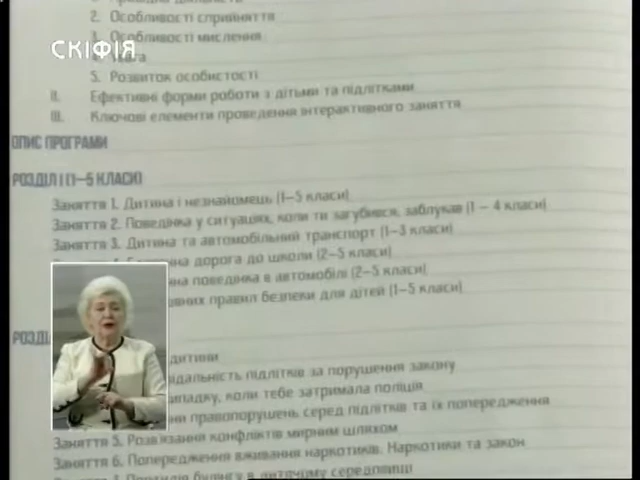 2. Особливості сприйняття
СКІФІЯ
3. Особливості мислення
4.
5. Розвиток особистості
II. Ефективні форми роботи з дітьми та підлітками
III. Ключові елементи проведення інтерактивного заняття
ОПИС ПРОГРАМИ
РОЗДІЛ I (1–5 КЛАСИ)
Заняття 1. Дитина і незнайомець (1–5 класи)
Заняття 2. Поведінка у ситуаціях, коли ти загубився, заблукав (1 – 4 класи)
Заняття 3. Дитина та автомобільний транспорт (1–3 класи)
дорога до школи (2–5 класи)
поведінка в автомобілі (2–5 класи)
правил безпеки для дітей (1–5 класи)
дитини
підлітків за порушення закону
коли тебе затримала поліція
правопорушень серед підлітків та їх попередження
Заняття 5. Розв'язання конфліктів мирним шляхом
Заняття 6. Попередження вживання наркотиків. Наркотики та закон
булінгу в дитячому середовищі